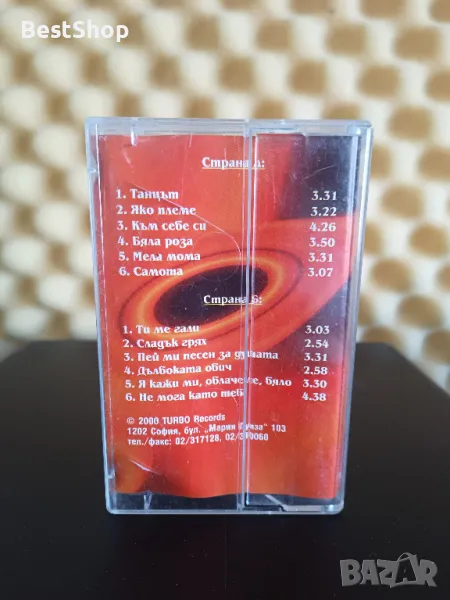 BestShop
Страна А:
1. Танцът 3.31
2. Яко племе 3.22
3. Към себе си 4.26
4. Бяла роза 3.50
5. Мела мома 3.31
6. Самота 3.07
Страна Б:
1. Ти ме гали 3.03
2. Сладък грях 2.54
3. Пей ми песен за душата 3.31
4. Дълбоката обич 2.58
5. Я кажи ми, облаче ле, бяло 3.30
6. Не мога като теб 4.38
© 2000 TURBO Records
1202 София, бул. „Мария Луиза" 103
тел./факс: 02/317128, 02/310060
BAZAR